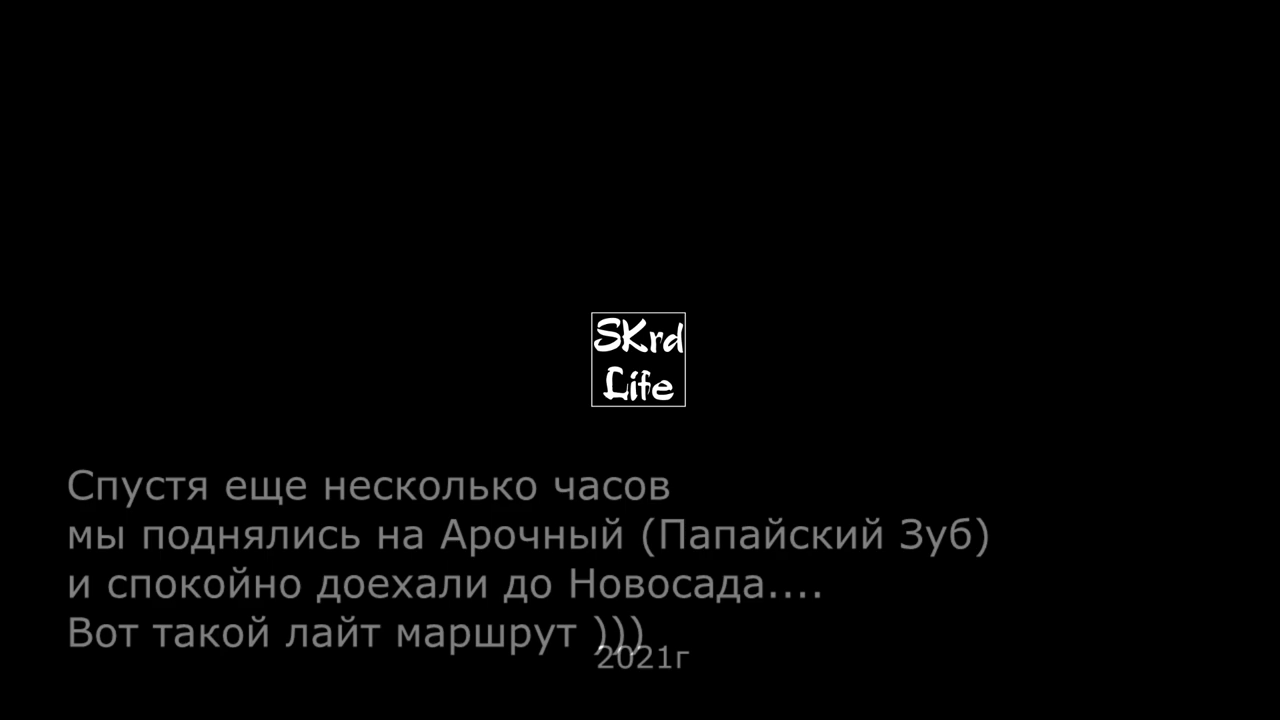 SKrd
Life
Спустя еще несколько часов
мы поднялись на Арочный (Папайский Зуб)
и спокойно доехали до Новосада....
Вот такой лайт маршрут )))
2021г